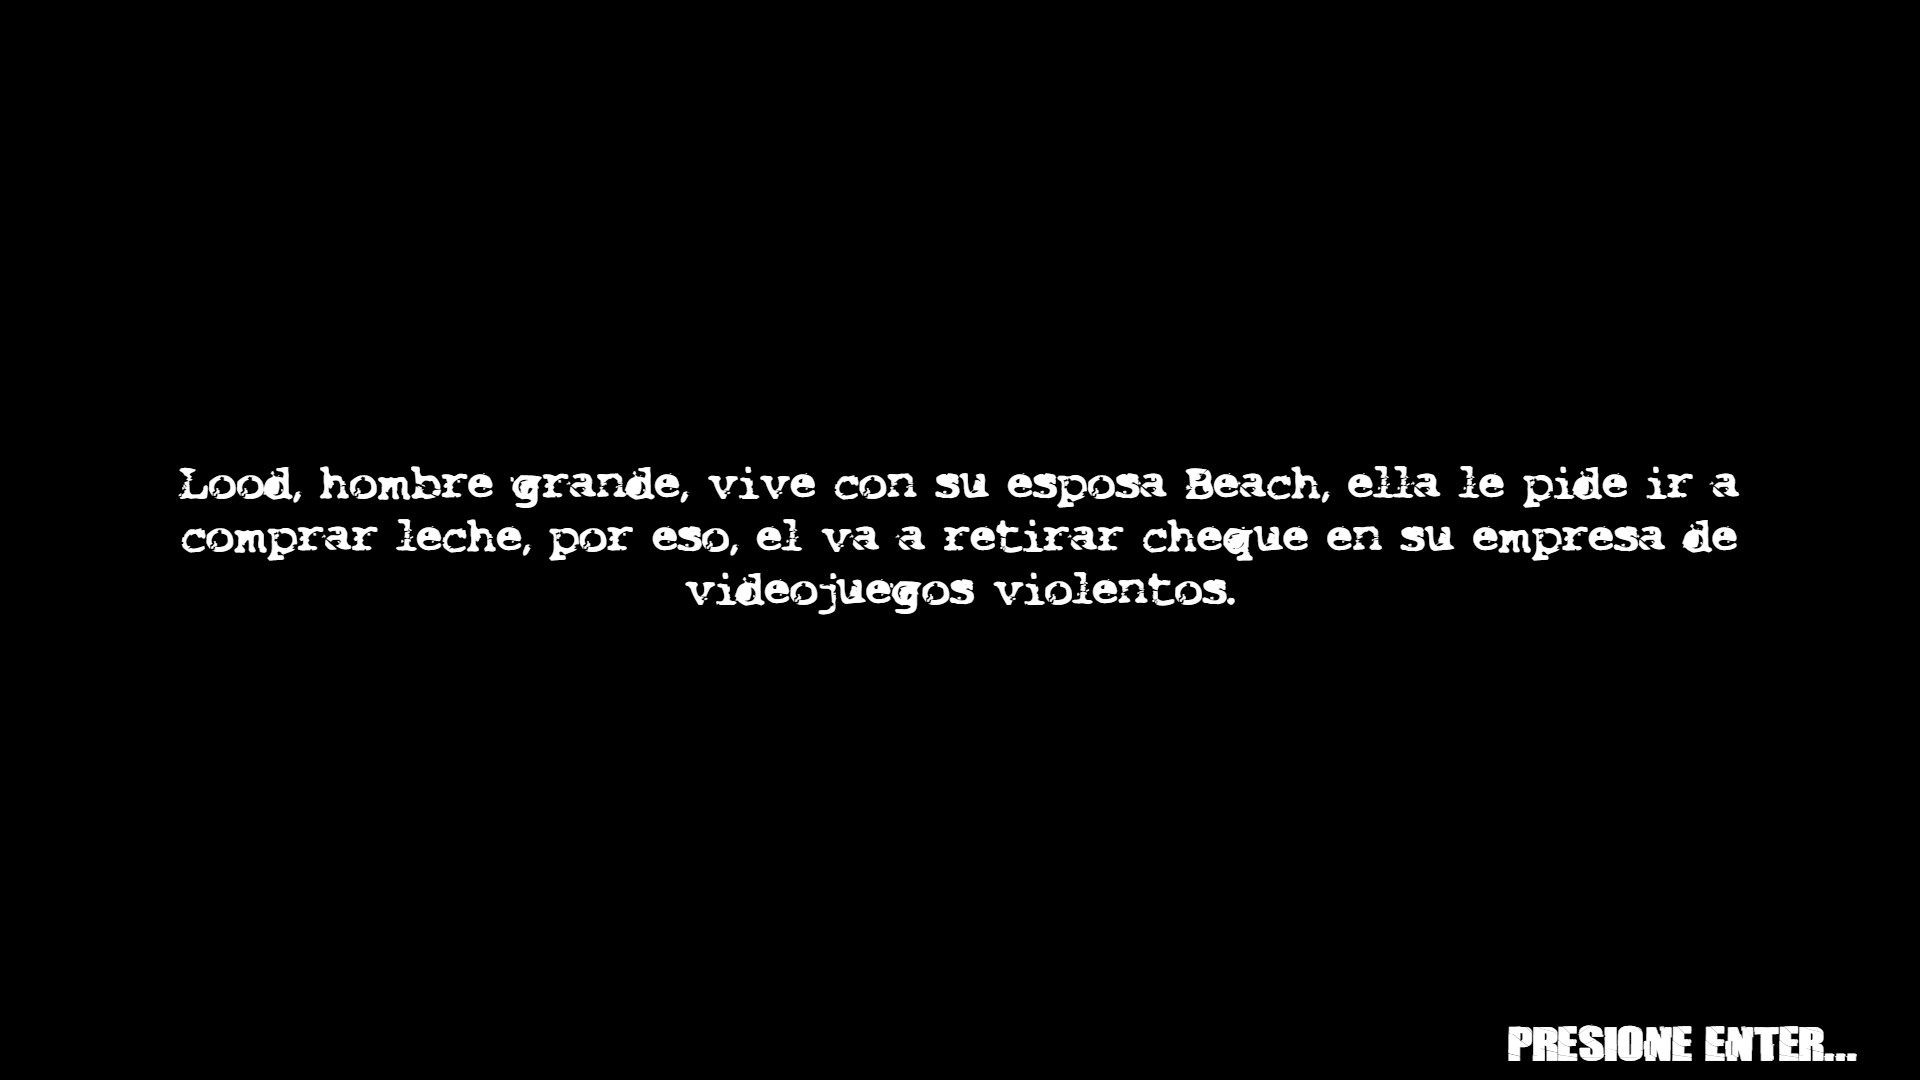 Lood, hombre grande, vive con su esposa Beach, ella le pide ir a
comprar leche, por eso, el va a retirar cheque en su empresa de
videojuegos violentos.
PRESIONE ENTER...